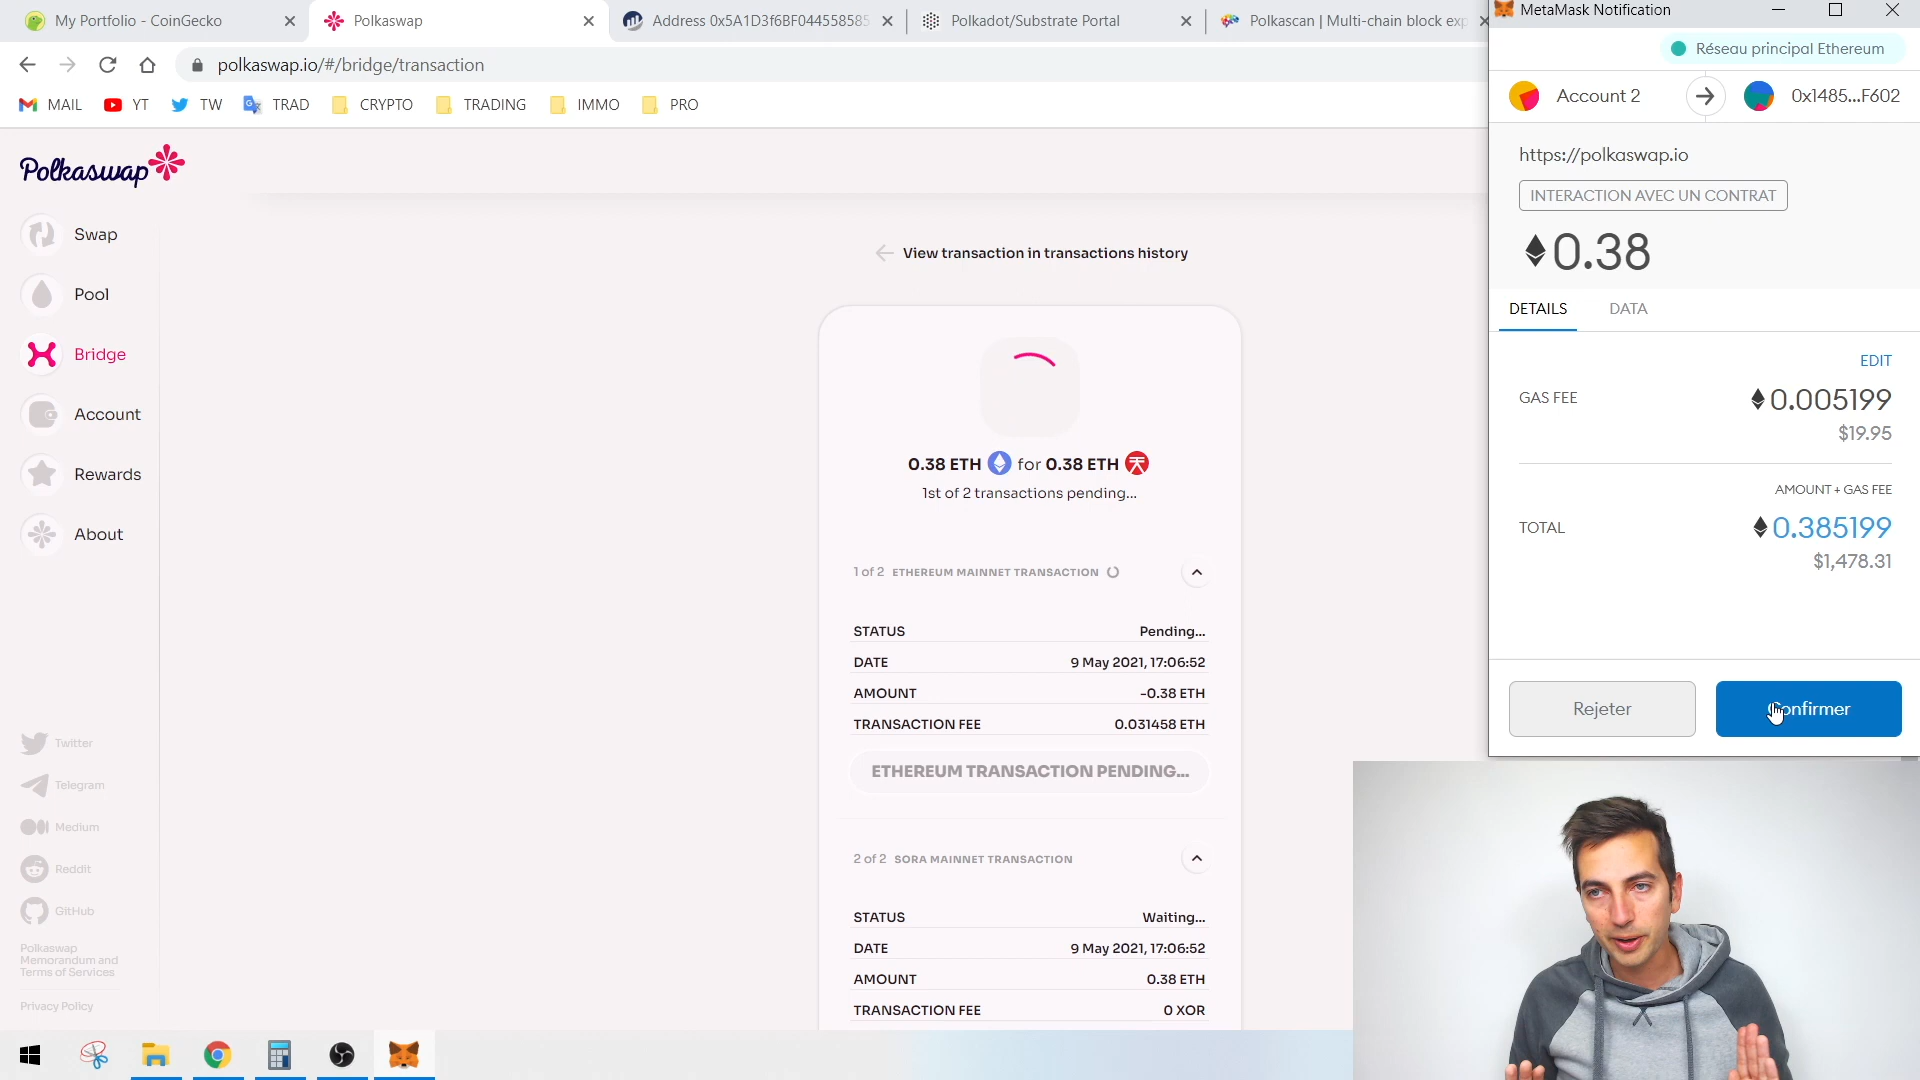 My Portfolio - CoinGecko
Polkaswap
Address 0x5A1D3f6BF044558585
Polkadot/Substrate Portal
Polkascan | Multi-chain block exp
MetaMask Notification
polkaswap.io/#/bridge/transaction
Réseau principal Ethereum
MAIL
YT
TW
TRAD
CRYPTO
TRADING
IMMO
PRO
Account 2
0x1485...F602
https://polkaswap.io
INTERACTION AVEC UN CONTRAT
0.38
DETAILS
DATA
EDIT
GAS FEE
0.005199
$19.95
AMOUNT + GAS FEE
TOTAL
0.385199
$1,478.31
Rejeter
Confirmer
Polkaswap
Swap
Pool
Bridge
Account
Rewards
About
Twitter
Telegram
Medium
Reddit
GitHub
Polkaswap
Memorandum and
Terms of Services
Privacy Policy
View transaction in transactions history
0.38 ETH for 0.38 ETH
1st of 2 transactions pending...
1 of 2 ETHEREUM MAINNET TRANSACTION
STATUS Pending...
DATE 9 May 2021, 17:06:52
AMOUNT -0.38 ETH
TRANSACTION FEE 0.031458 ETH
ETHEREUM TRANSACTION PENDING...
2 of 2 SORA MAINNET TRANSACTION
STATUS Waiting...
DATE 9 May 2021, 17:06:52
AMOUNT 0.38 ETH
TRANSACTION FEE 0 XOR